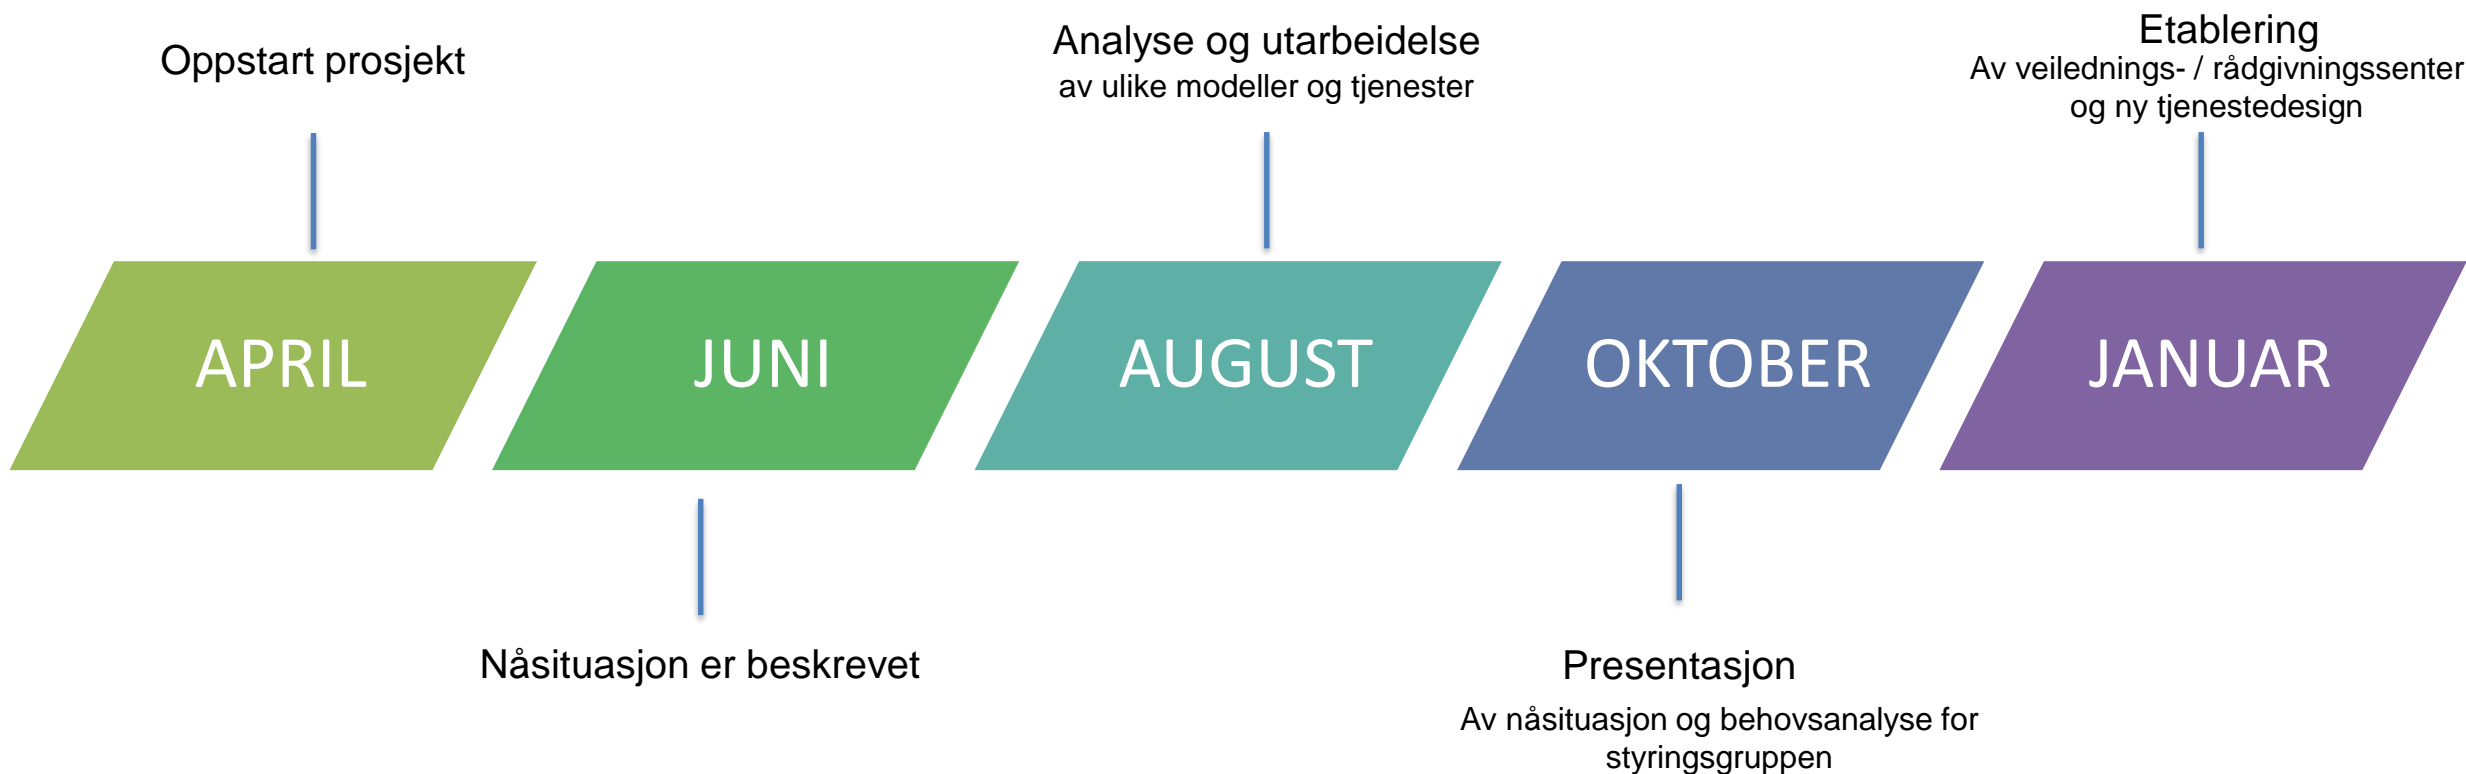 Oppstart prosjekt
Analyse og utarbeidelse
av ulike modeller og tjenester
Etablering
Av veilednings- / rådgivningssenter
og ny tjenestedesign
APRIL
JUNI
AUGUST
OKTOBER
JANUAR
Nåsituasjon er beskrevet
Presentasjon
Av nåsituasjon og behovsanalyse for
styringsgruppen